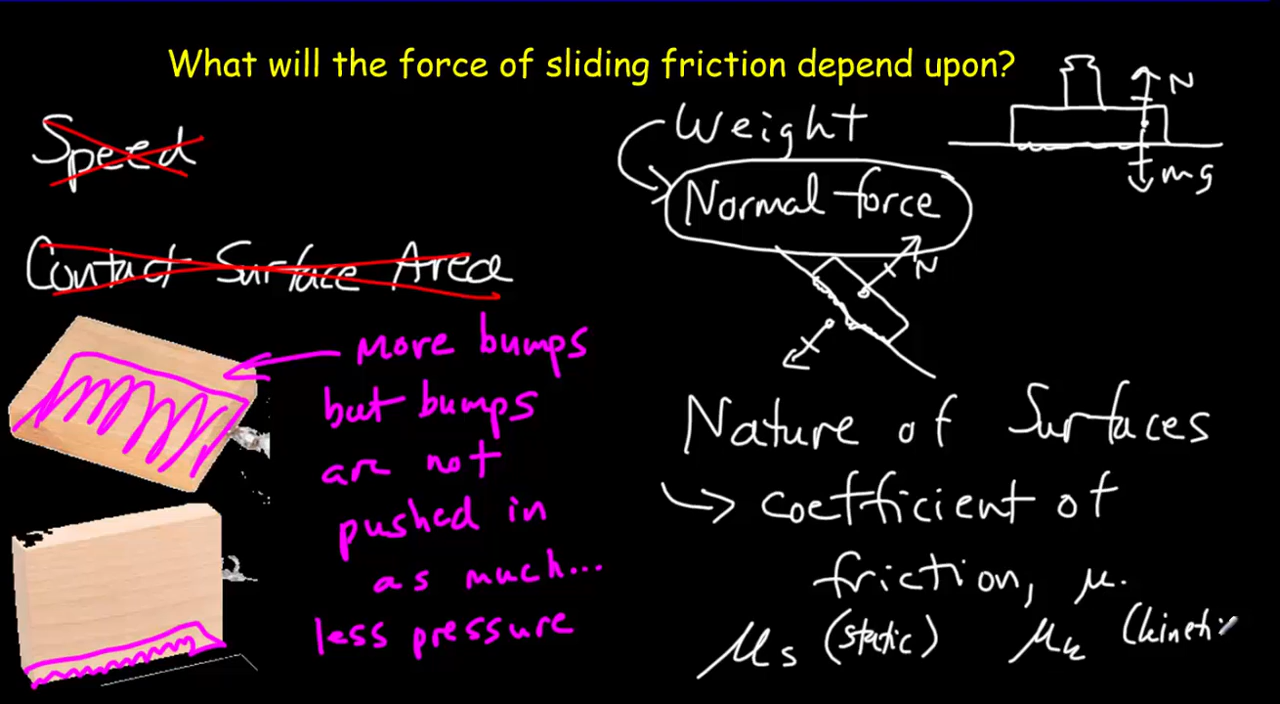 What will the force of sliding friction depend upon?
Speed
Contact Surface Area
More bumps
but bumps
are not
pushed in
as much...
less pressure
Weight
Normal force
N
mg
N
Nature of Surfaces
coefficient of
friction, μ.
μs (static) μk (kineti